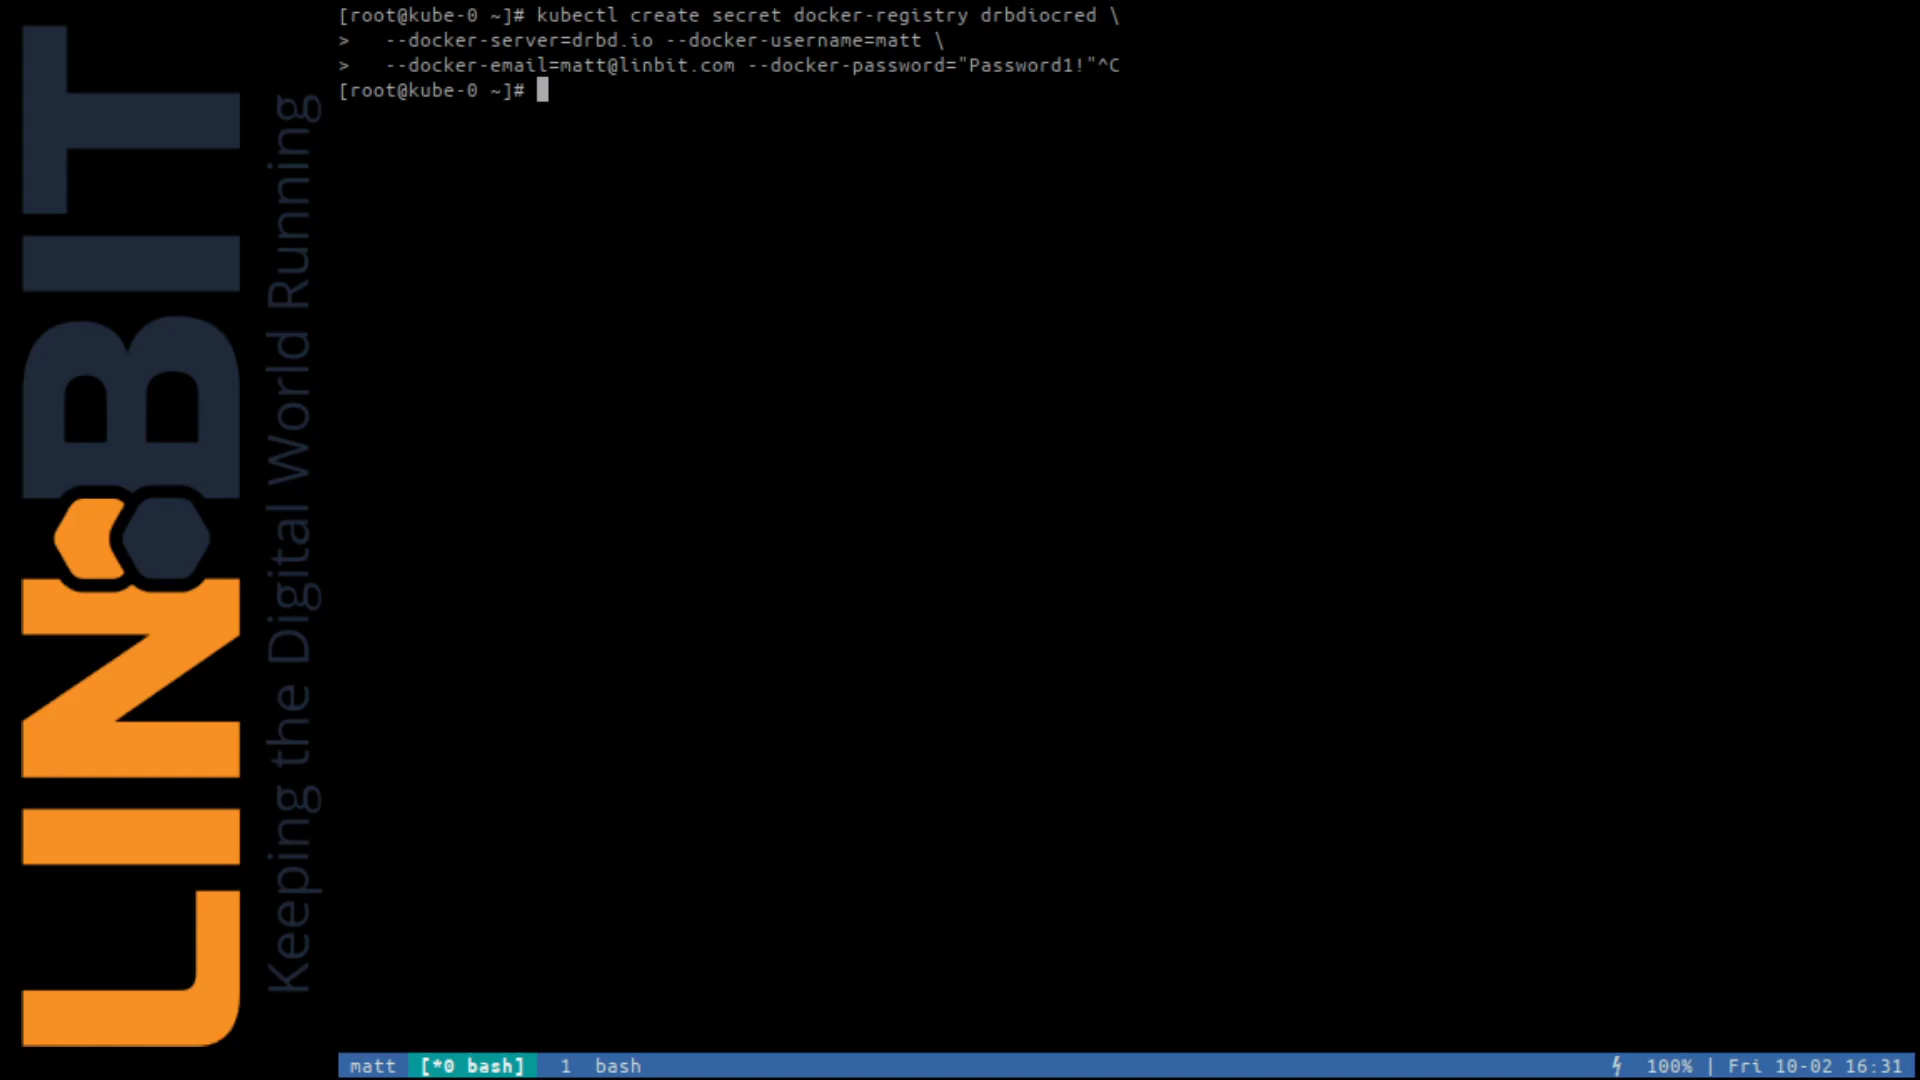 LINBIT
Keeping the Digital World Running
[root@kube-0 ~]# kubectl create secret docker-registry drbdiocred \
>   --docker-server=drbd.io --docker-username=matt \
>   --docker-email=matt@linbit.com --docker-password="Password1!"^C
[root@kube-0 ~]#
matt [*0 bash] 1 bash ϟ 100% | Fri 10-02 16:31